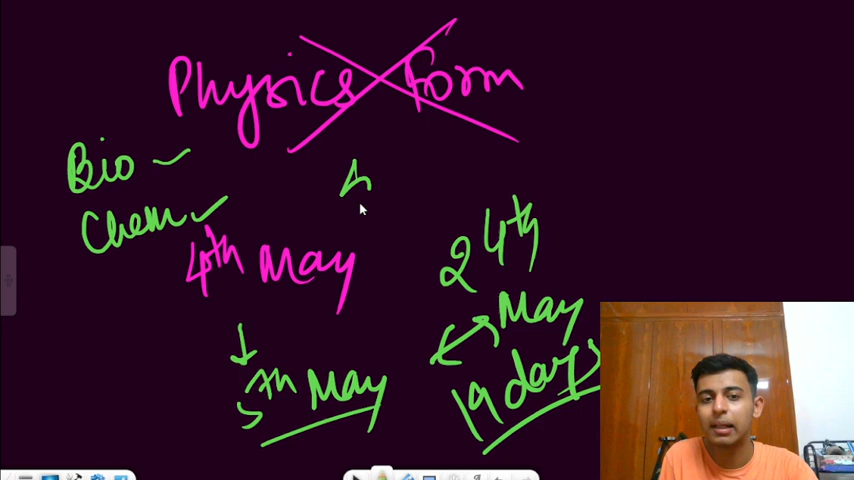 Physics Form
Bio
Chem
4th May
24th
May
5th May
19 days